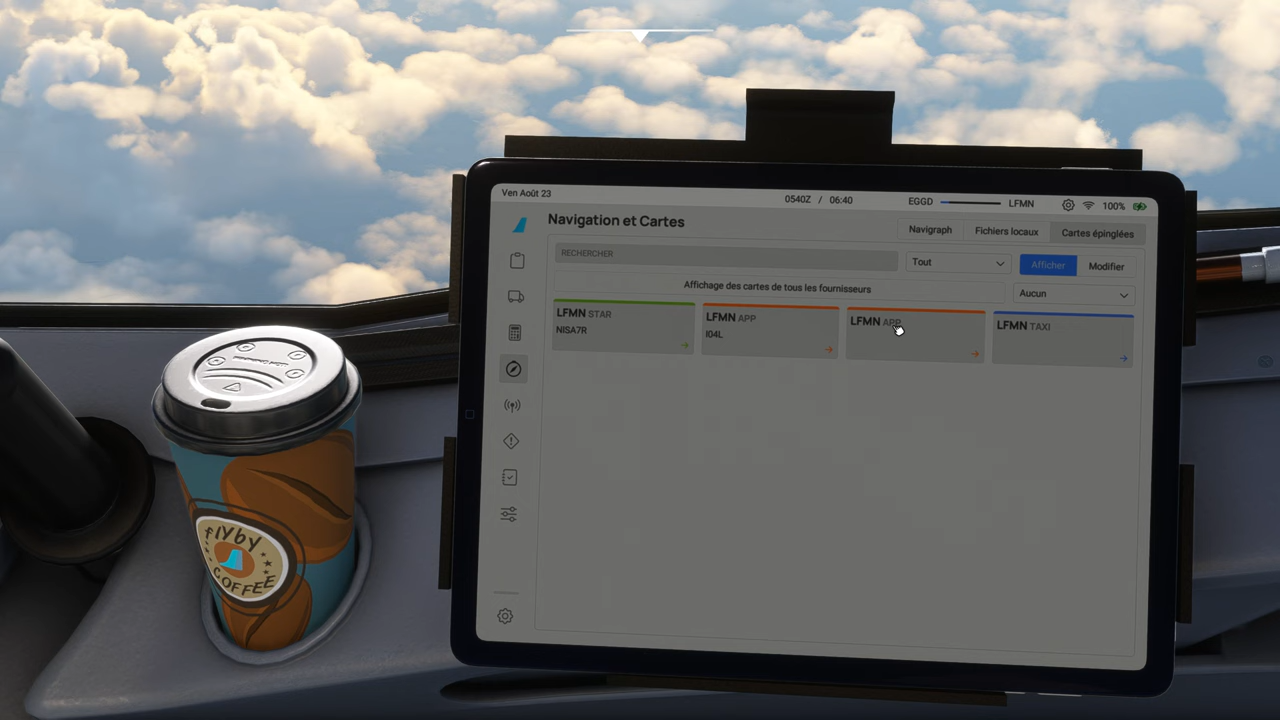 Ven Août 23
0540Z / 06:40
EGGD
LFMN
100%
Navigation et Cartes
Navigraph
Fichiers locaux
Cartes épinglées
RECHERCHER
Tout
Afficher
Modifier
Affichage des cartes de tous les fournisseurs
Aucun
LFMN STAR
NISA7R
LFMN APP
I04L
LFMN APP
LFMN TAXI
flyby
COFFEE